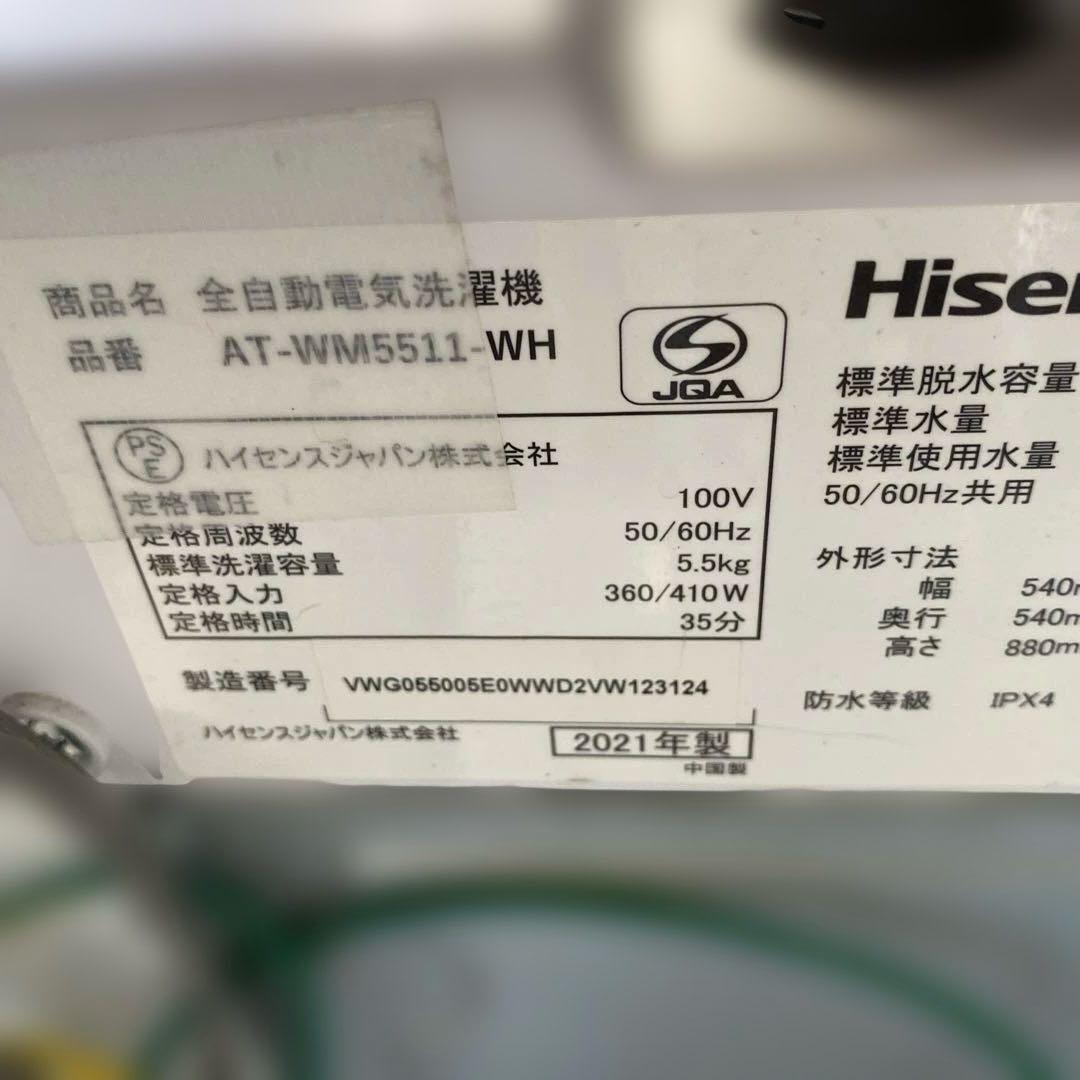 商品名 全自動電気洗濯機
品番 AT-WM5511-WH
JQA
PS
E
ハイセンスジャパン株式会社
定格電圧 100V
定格周波数 50/60Hz
標準洗濯容量 5.5kg
定格入力 360/410W
定格時間 35分
製造番号 VWG055005E0WWD2VW123124
ハイセンスジャパン株式会社
2021年製
中国製
Hise
標準脱水容量
標準水量
標準使用水量
50/60Hz共用
外形寸法
幅 540m
奥行 540m
高さ 880m
防水等級 IPX4